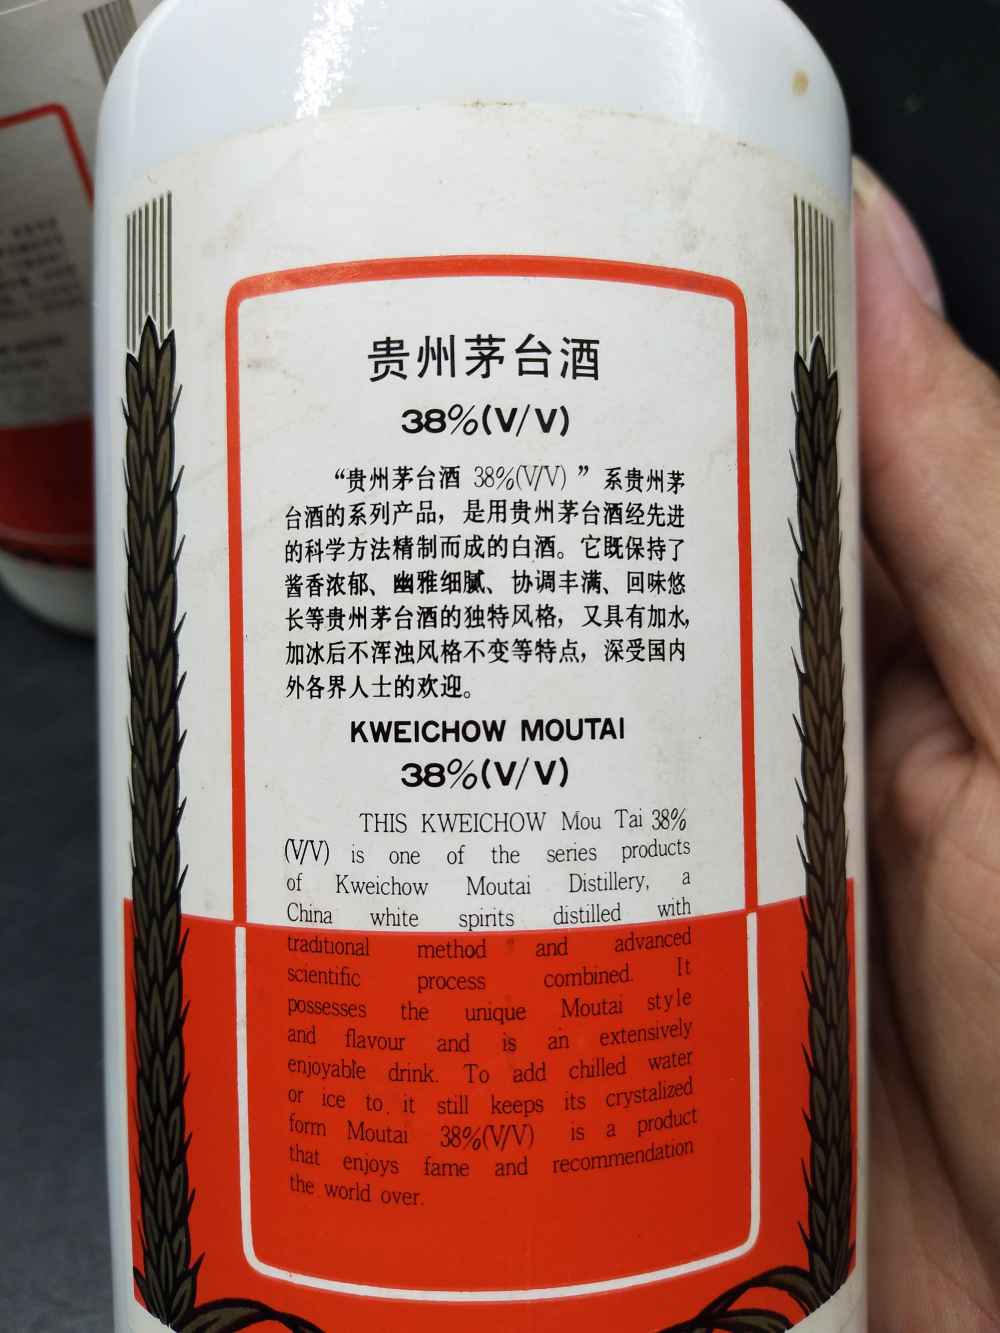 贵州茅台酒
38%(V/V)
“贵州茅台酒 38%(V/V)”系贵州茅
台酒的系列产品，是用贵州茅台酒经先进
的科学方法精制而成的白酒。它既保持了
酱香浓郁、幽雅细腻、协调丰满、回味悠
长等贵州茅台酒的独特风格，又具有加水，
加冰后不浑浊风格不变等特点，深受国内
外各界人士的欢迎。
KWEICHOW MOUTAI
38%(V/V)
THIS KWEICHOW Mou Tai 38%
(V/V) is one of the series products
of Kweichow Moutai Distillery, a
China white spirits distilled with
traditional method and advanced
scientific process combined. It
possesses the unique Moutai style
and flavour and is an extensively
enjoyable drink. To add chilled water
or ice to it still keeps its crystalized
form Moutai 38%(V/V) is a product
that enjoys fame and recommendation
the world over.